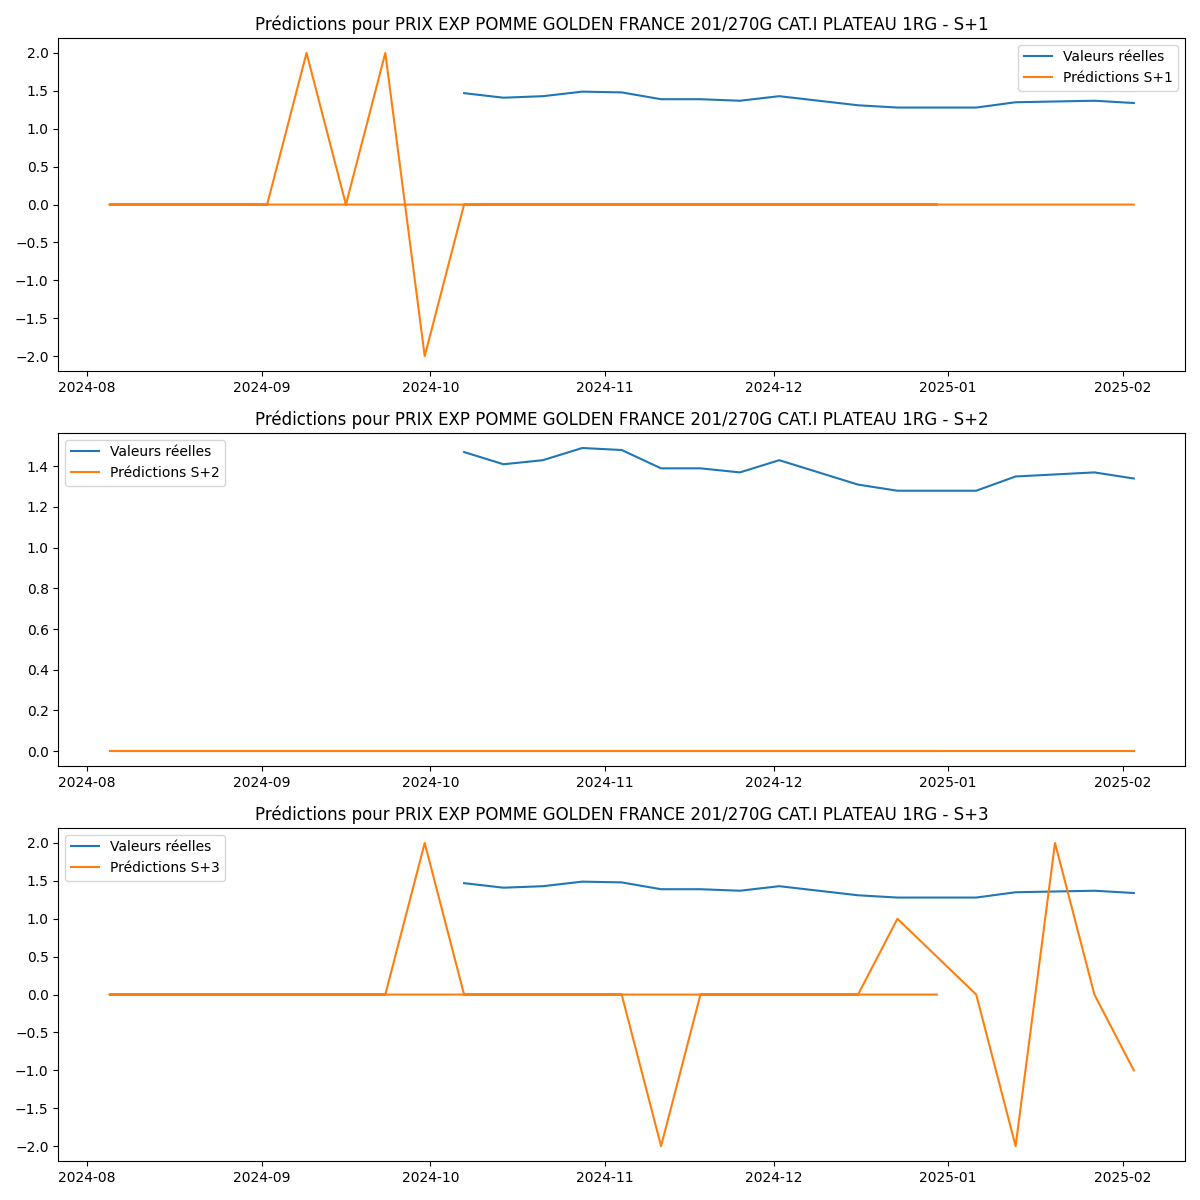 Prédictions pour PRIX EXP POMME GOLDEN FRANCE 201/270G CAT.I PLATEAU 1RG - S+1
Valeurs réelles
Prédictions S+1
2.0
1.5
1.0
0.5
0.0
−0.5
−1.0
−1.5
−2.0
2024-08 2024-09 2024-10 2024-11 2024-12 2025-01 2025-02
Prédictions pour PRIX EXP POMME GOLDEN FRANCE 201/270G CAT.I PLATEAU 1RG - S+2
Valeurs réelles
Prédictions S+2
1.4
1.2
1.0
0.8
0.6
0.4
0.2
0.0
2024-08 2024-09 2024-10 2024-11 2024-12 2025-01 2025-02
Prédictions pour PRIX EXP POMME GOLDEN FRANCE 201/270G CAT.I PLATEAU 1RG - S+3
Valeurs réelles
Prédictions S+3
2.0
1.5
1.0
0.5
0.0
−0.5
−1.0
−1.5
−2.0
2024-08 2024-09 2024-10 2024-11 2024-12 2025-01 2025-02